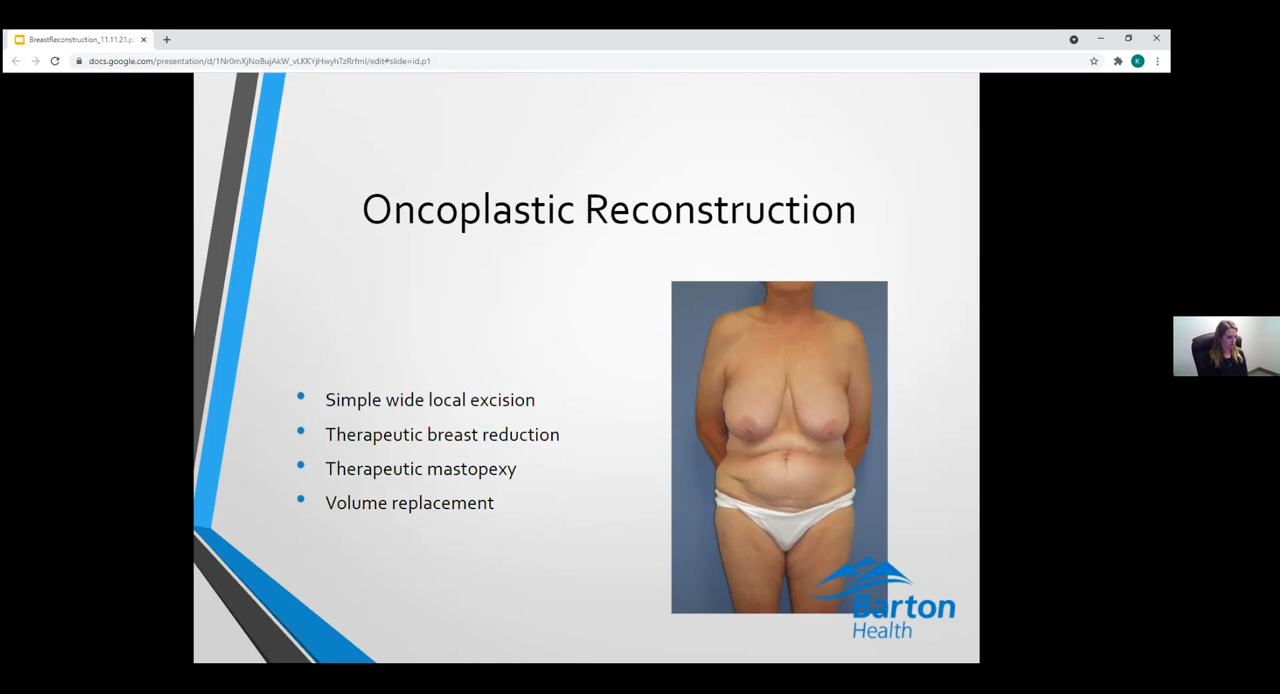 BreastReconstruction_11.11.21.p
docs.google.com/presentation/d/1Nr0mXjNoBujAkW_vLKKYjHwyhTzRrfmI/edit#slide=id.p1
K
Oncoplastic Reconstruction
Simple wide local excision
Therapeutic breast reduction
Therapeutic mastopexy
Volume replacement
Barton
Health